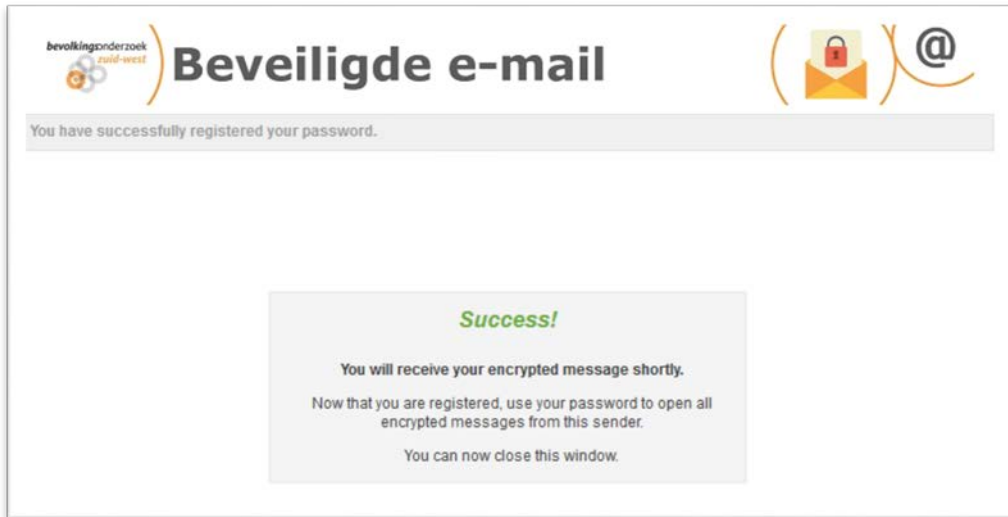 bevolkingsonderzoek
zuid-west
Beveiligde e-mail
@
You have successfully registered your password.
Success!
You will receive your encrypted message shortly.
Now that you are registered, use your password to open all
encrypted messages from this sender.
You can now close this window.